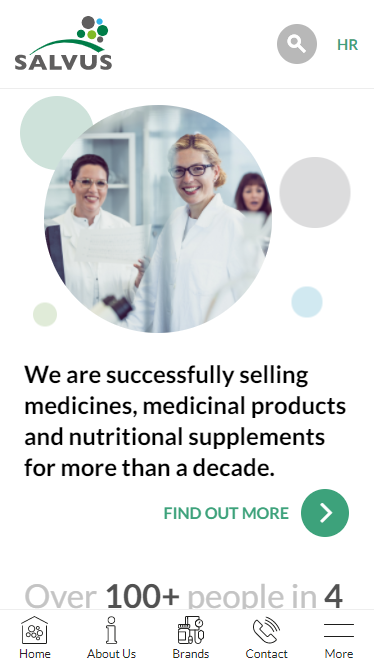 SALVUS
HR
We are successfully selling
medicines, medicinal products
and nutritional supplements
for more than a decade.
FIND OUT MORE
Over 100+ people in 4
Home
About Us
Brands
Contact
More